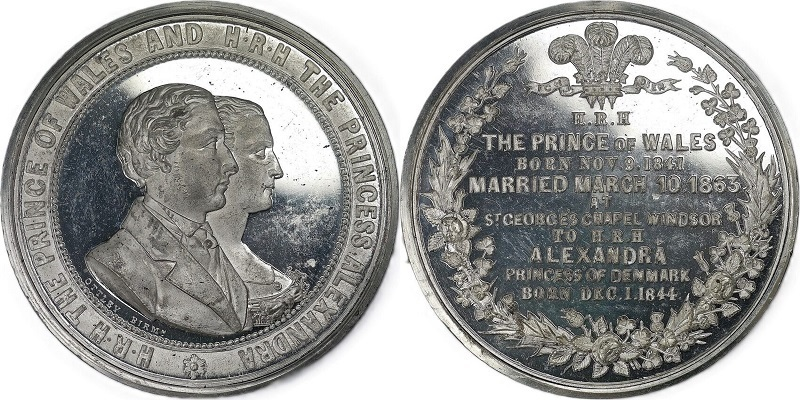 H·R·H THE PRINCE OF WALES AND H·R·H THE PRINCESS ALEXANDRA
OTTLEY BIRM
H.R.H
THE PRINCE OF WALES
BORN NOV 9. 1841.
MARRIED MARCH 10. 1863.
AT
ST GEORGES CHAPEL WINDSOR
TO H.R.H
ALEXANDRA
PRINCESS OF DENMARK
BORN DEC. 1. 1844.